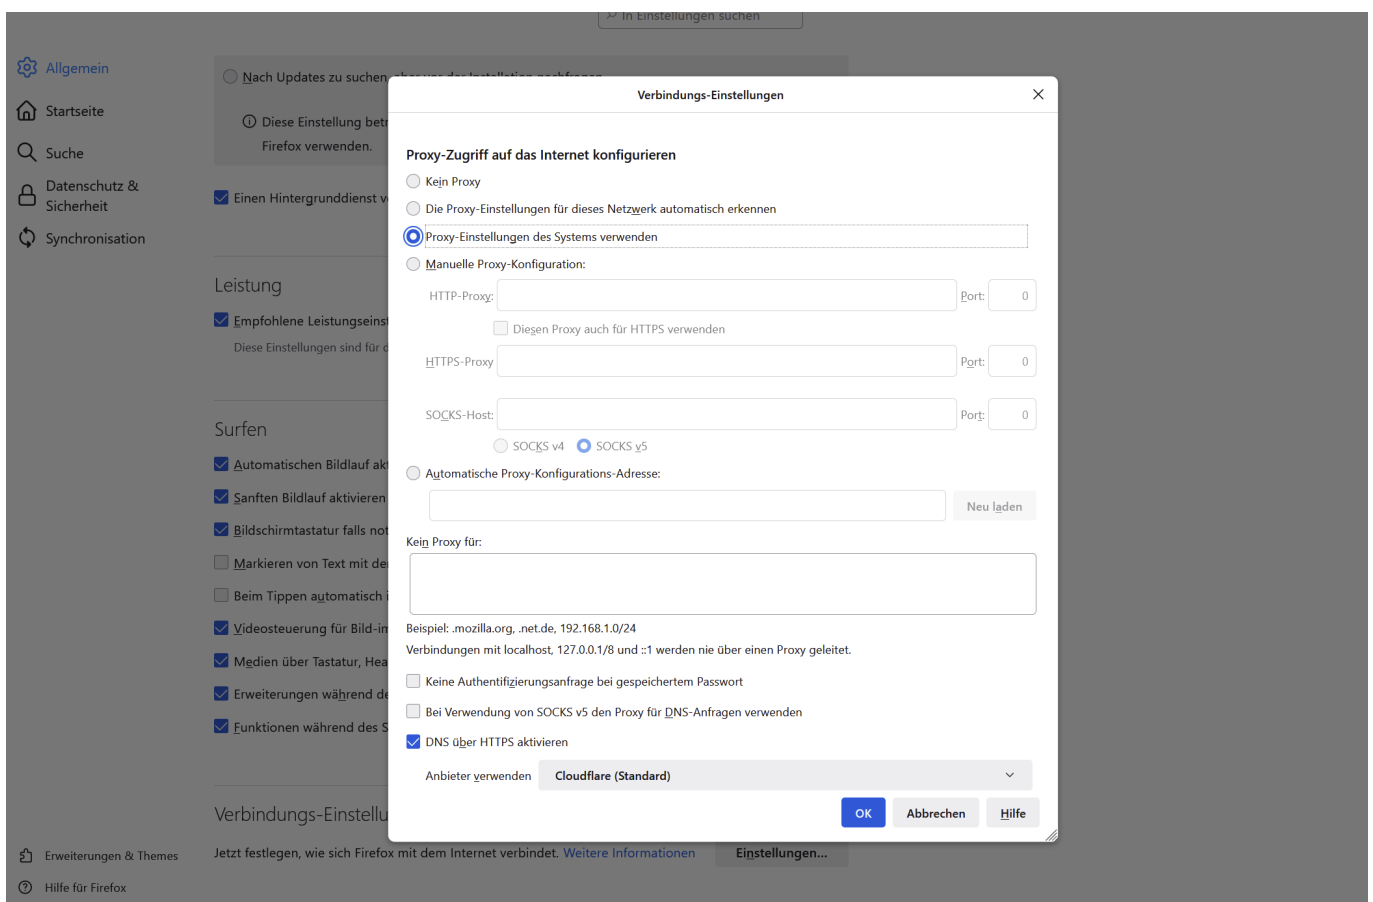 In Einstellungen suchen
Allgemein
Startseite
Suche
Datenschutz &
Sicherheit
Synchronisation
Erweiterungen & Themes
Hilfe für Firefox
Nach Updates zu suchen, aber vor der Installation nachfragen
Diese Einstellung betr
Firefox verwenden.
Einen Hintergrunddienst v
Leistung
Empfohlene Leistungseinst
Diese Einstellungen sind für d
Surfen
Automatischen Bildlauf akt
Sanften Bildlauf aktivieren
Bildschirmtastatur falls not
Markieren von Text mit der
Beim Tippen automatisch i
Videosteuerung für Bild-im
Medien über Tastatur, Hea
Erweiterungen während de
Funktionen während des S
Verbindungs-Einstellu
Jetzt festlegen, wie sich Firefox mit dem Internet verbindet. Weitere Informationen
Einstellungen...
Verbindungs-Einstellungen
Proxy-Zugriff auf das Internet konfigurieren
Kein Proxy
Die Proxy-Einstellungen für dieses Netzwerk automatisch erkennen
Proxy-Einstellungen des Systems verwenden
Manuelle Proxy-Konfiguration:
HTTP-Proxy: Port: 0
Diesen Proxy auch für HTTPS verwenden
HTTPS-Proxy Port: 0
SOCKS-Host: Port: 0
SOCKS v4 SOCKS v5
Automatische Proxy-Konfigurations-Adresse:
Neu laden
Kein Proxy für:
Beispiel: .mozilla.org, .net.de, 192.168.1.0/24
Verbindungen mit localhost, 127.0.0.1/8 und ::1 werden nie über einen Proxy geleitet.
Keine Authentifizierungsanfrage bei gespeichertem Passwort
Bei Verwendung von SOCKS v5 den Proxy für DNS-Anfragen verwenden
DNS über HTTPS aktivieren
Anbieter verwenden Cloudflare (Standard)
OK Abbrechen Hilfe